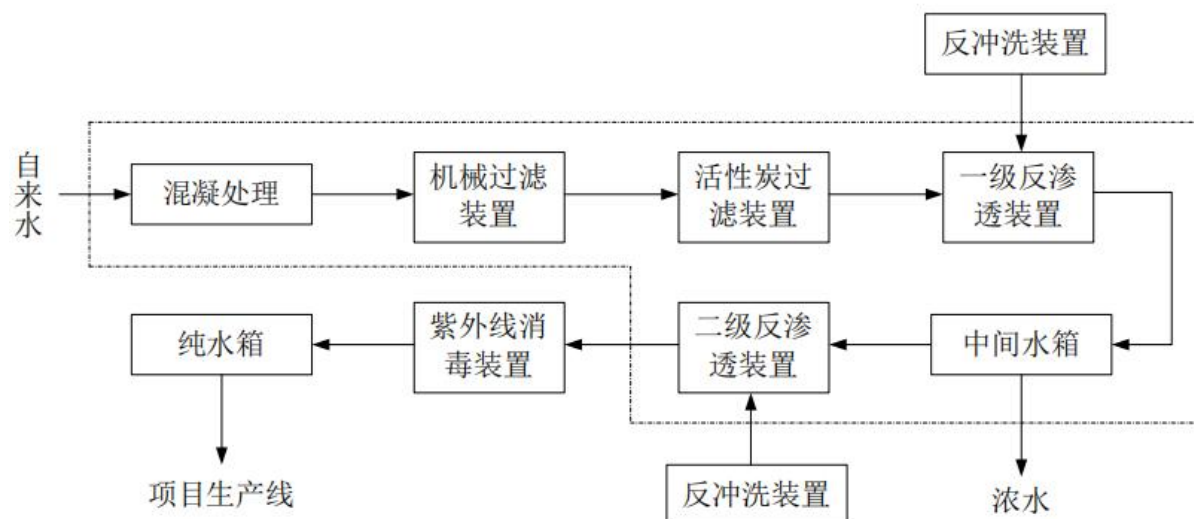 反冲洗装置
自来水
混凝处理
机械过滤
装置
活性炭过
滤装置
一级反渗
透装置
纯水箱
紫外线消
毒装置
二级反渗
透装置
中间水箱
项目生产线
反冲洗装置
浓水